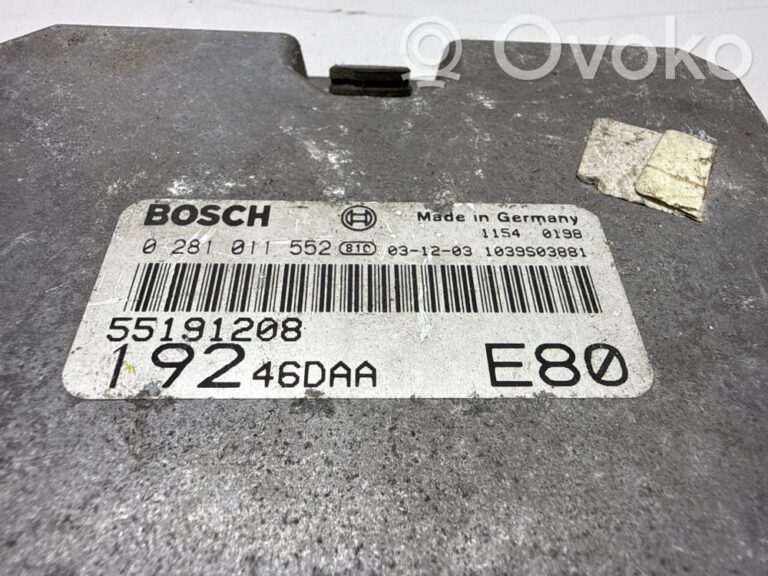 Ovoko
BOSCH Made in Germany
1154 0198
0 281 011 552 81C 03-12-03 1039S03881
55191208
192 46DAA E80